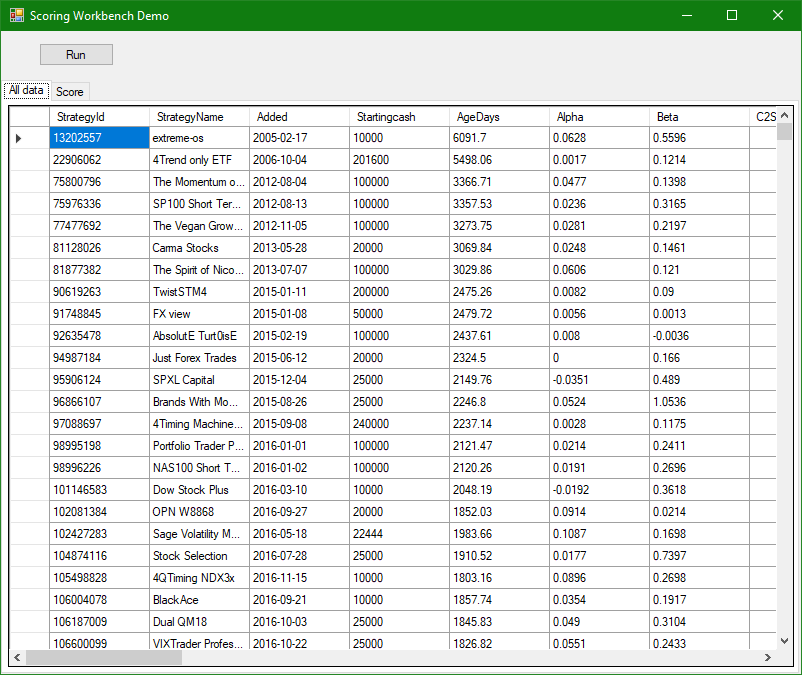 Scoring Workbench Demo
Run
All data Score
StrategyId StrategyName Added Startingcash AgeDays Alpha Beta C2S
13202557 extreme-os 2005-02-17 10000 6091.7 0.0628 0.5596
22906062 4Trend only ETF 2006-10-04 201600 5498.06 0.0017 0.1214
75800796 The Momentum o... 2012-08-04 100000 3366.71 0.0477 0.1398
75976336 SP100 Short Ter... 2012-08-13 100000 3357.53 0.0236 0.3165
77477692 The Vegan Grow... 2012-11-05 100000 3273.75 0.0281 0.2197
81128026 Carma Stocks 2013-05-28 20000 3069.84 0.0248 0.1461
81877382 The Spirit of Nico... 2013-07-07 100000 3029.86 0.0606 0.121
90619263 TwistSTM4 2015-01-11 200000 2475.26 0.0082 0.09
91748845 FX view 2015-01-08 50000 2479.72 0.0056 0.0013
92635478 AbsolutE Turt0isE 2015-02-19 100000 2437.61 0.008 -0.0036
94987184 Just Forex Trades 2015-06-12 20000 2324.5 0 0.166
95906124 SPXL Capital 2015-12-04 25000 2149.76 -0.0351 0.489
96866107 Brands With Mo... 2015-08-26 25000 2246.8 0.0524 1.0536
97088697 4Timing Machine... 2015-09-08 240000 2237.14 0.0028 0.1175
98995198 Portfolio Trader P... 2016-01-01 100000 2121.47 0.0214 0.2411
98996226 NAS100 Short T... 2016-01-02 100000 2120.26 0.0191 0.2696
101146583 Dow Stock Plus 2016-03-10 10000 2048.19 -0.0192 0.3618
102081384 OPN W8868 2016-09-27 20000 1852.03 0.0914 0.0214
102427283 Sage Volatility M... 2016-05-18 22444 1983.66 0.1087 0.1698
104874116 Stock Selection 2016-07-28 25000 1910.52 0.0177 0.7397
105498828 4QTiming NDX3x 2016-11-15 10000 1803.16 0.0896 0.2698
106004078 BlackAce 2016-09-21 10000 1857.74 0.0354 0.1917
106187009 Dual QM18 2016-10-03 25000 1845.83 0.049 0.3104
106600099 VIXTrader Profes... 2016-10-22 25000 1826.82 0.0551 0.2433